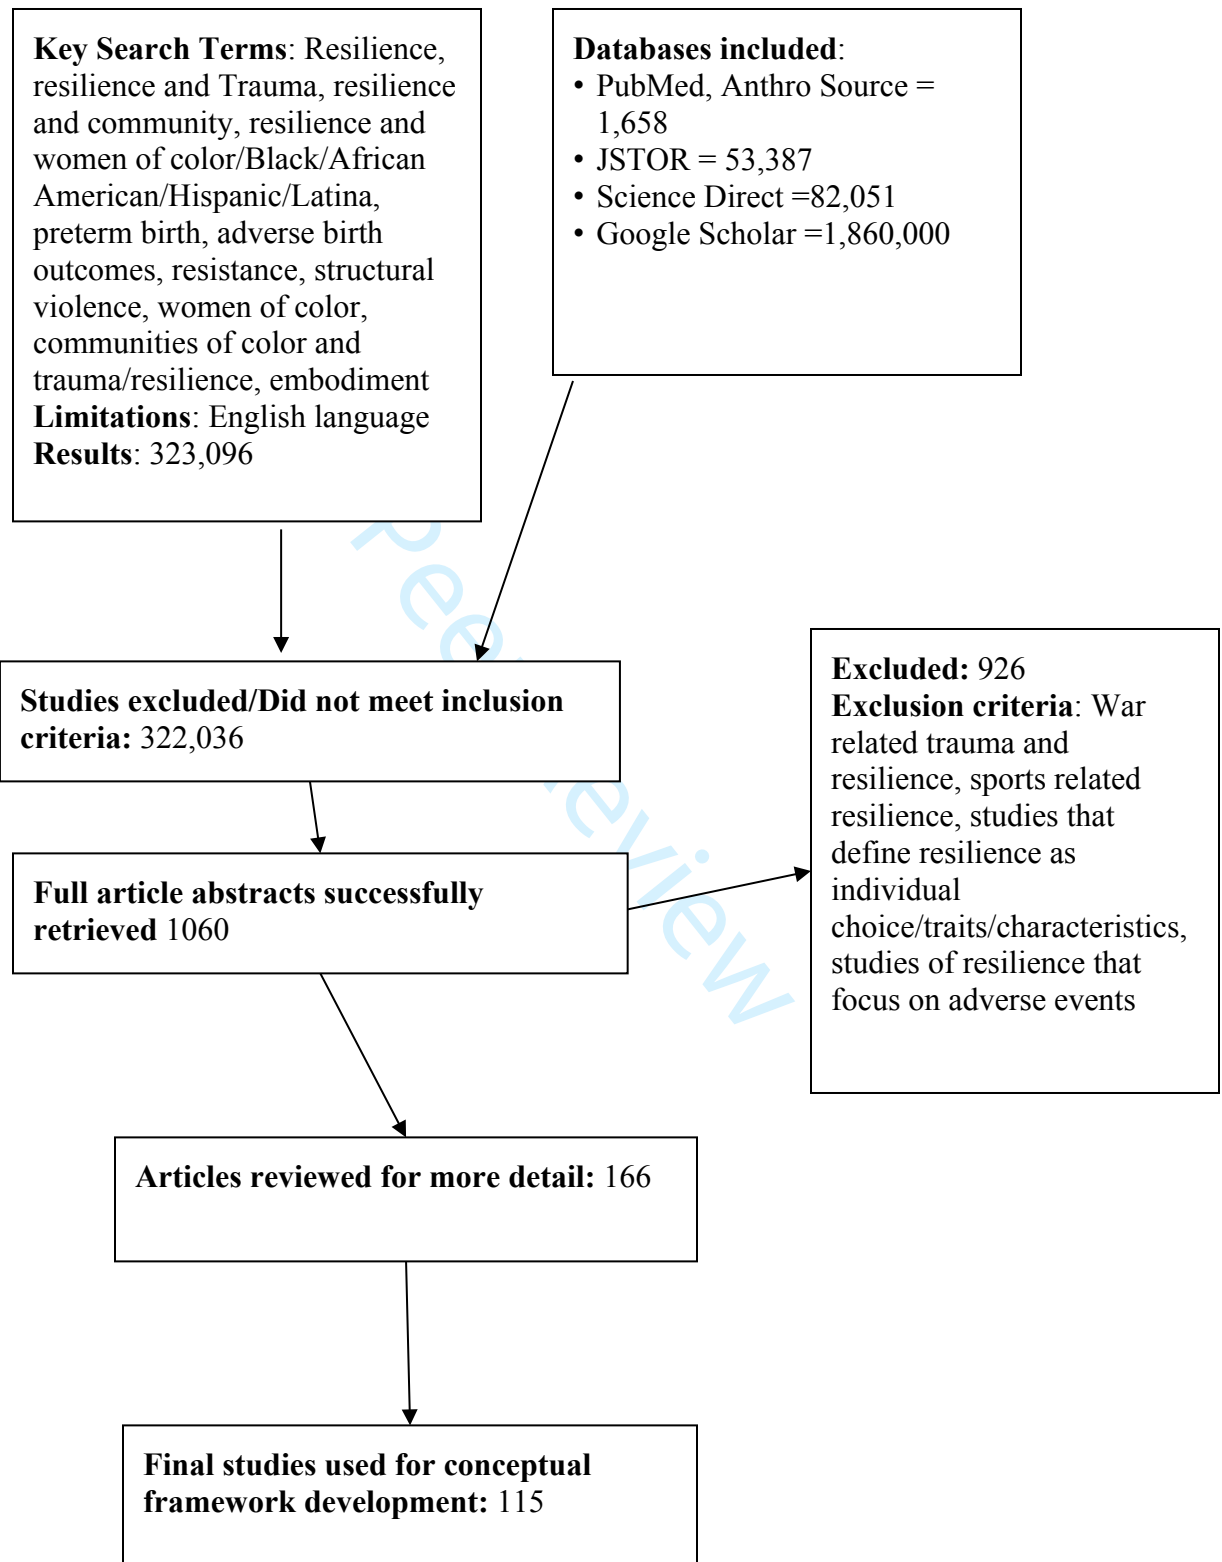 Key Search Terms: Resilience,
resilience and Trauma, resilience
and community, resilience and
women of color/Black/African
American/Hispanic/Latina,
preterm birth, adverse birth
outcomes, resistance, structural
violence, women of color,
communities of color and
trauma/resilience, embodiment
Limitations: English language
Results: 323,096
Databases included:
• PubMed, Anthro Source =
1,658
• JSTOR = 53,387
• Science Direct =82,051
• Google Scholar =1,860,000
Studies excluded/Did not meet inclusion
criteria: 322,036
Full article abstracts successfully
retrieved 1060
Excluded: 926
Exclusion criteria: War
related trauma and
resilience, sports related
resilience, studies that
define resilience as
individual
choice/traits/characteristics,
studies of resilience that
focus on adverse events
Articles reviewed for more detail: 166
Final studies used for conceptual
framework development: 115